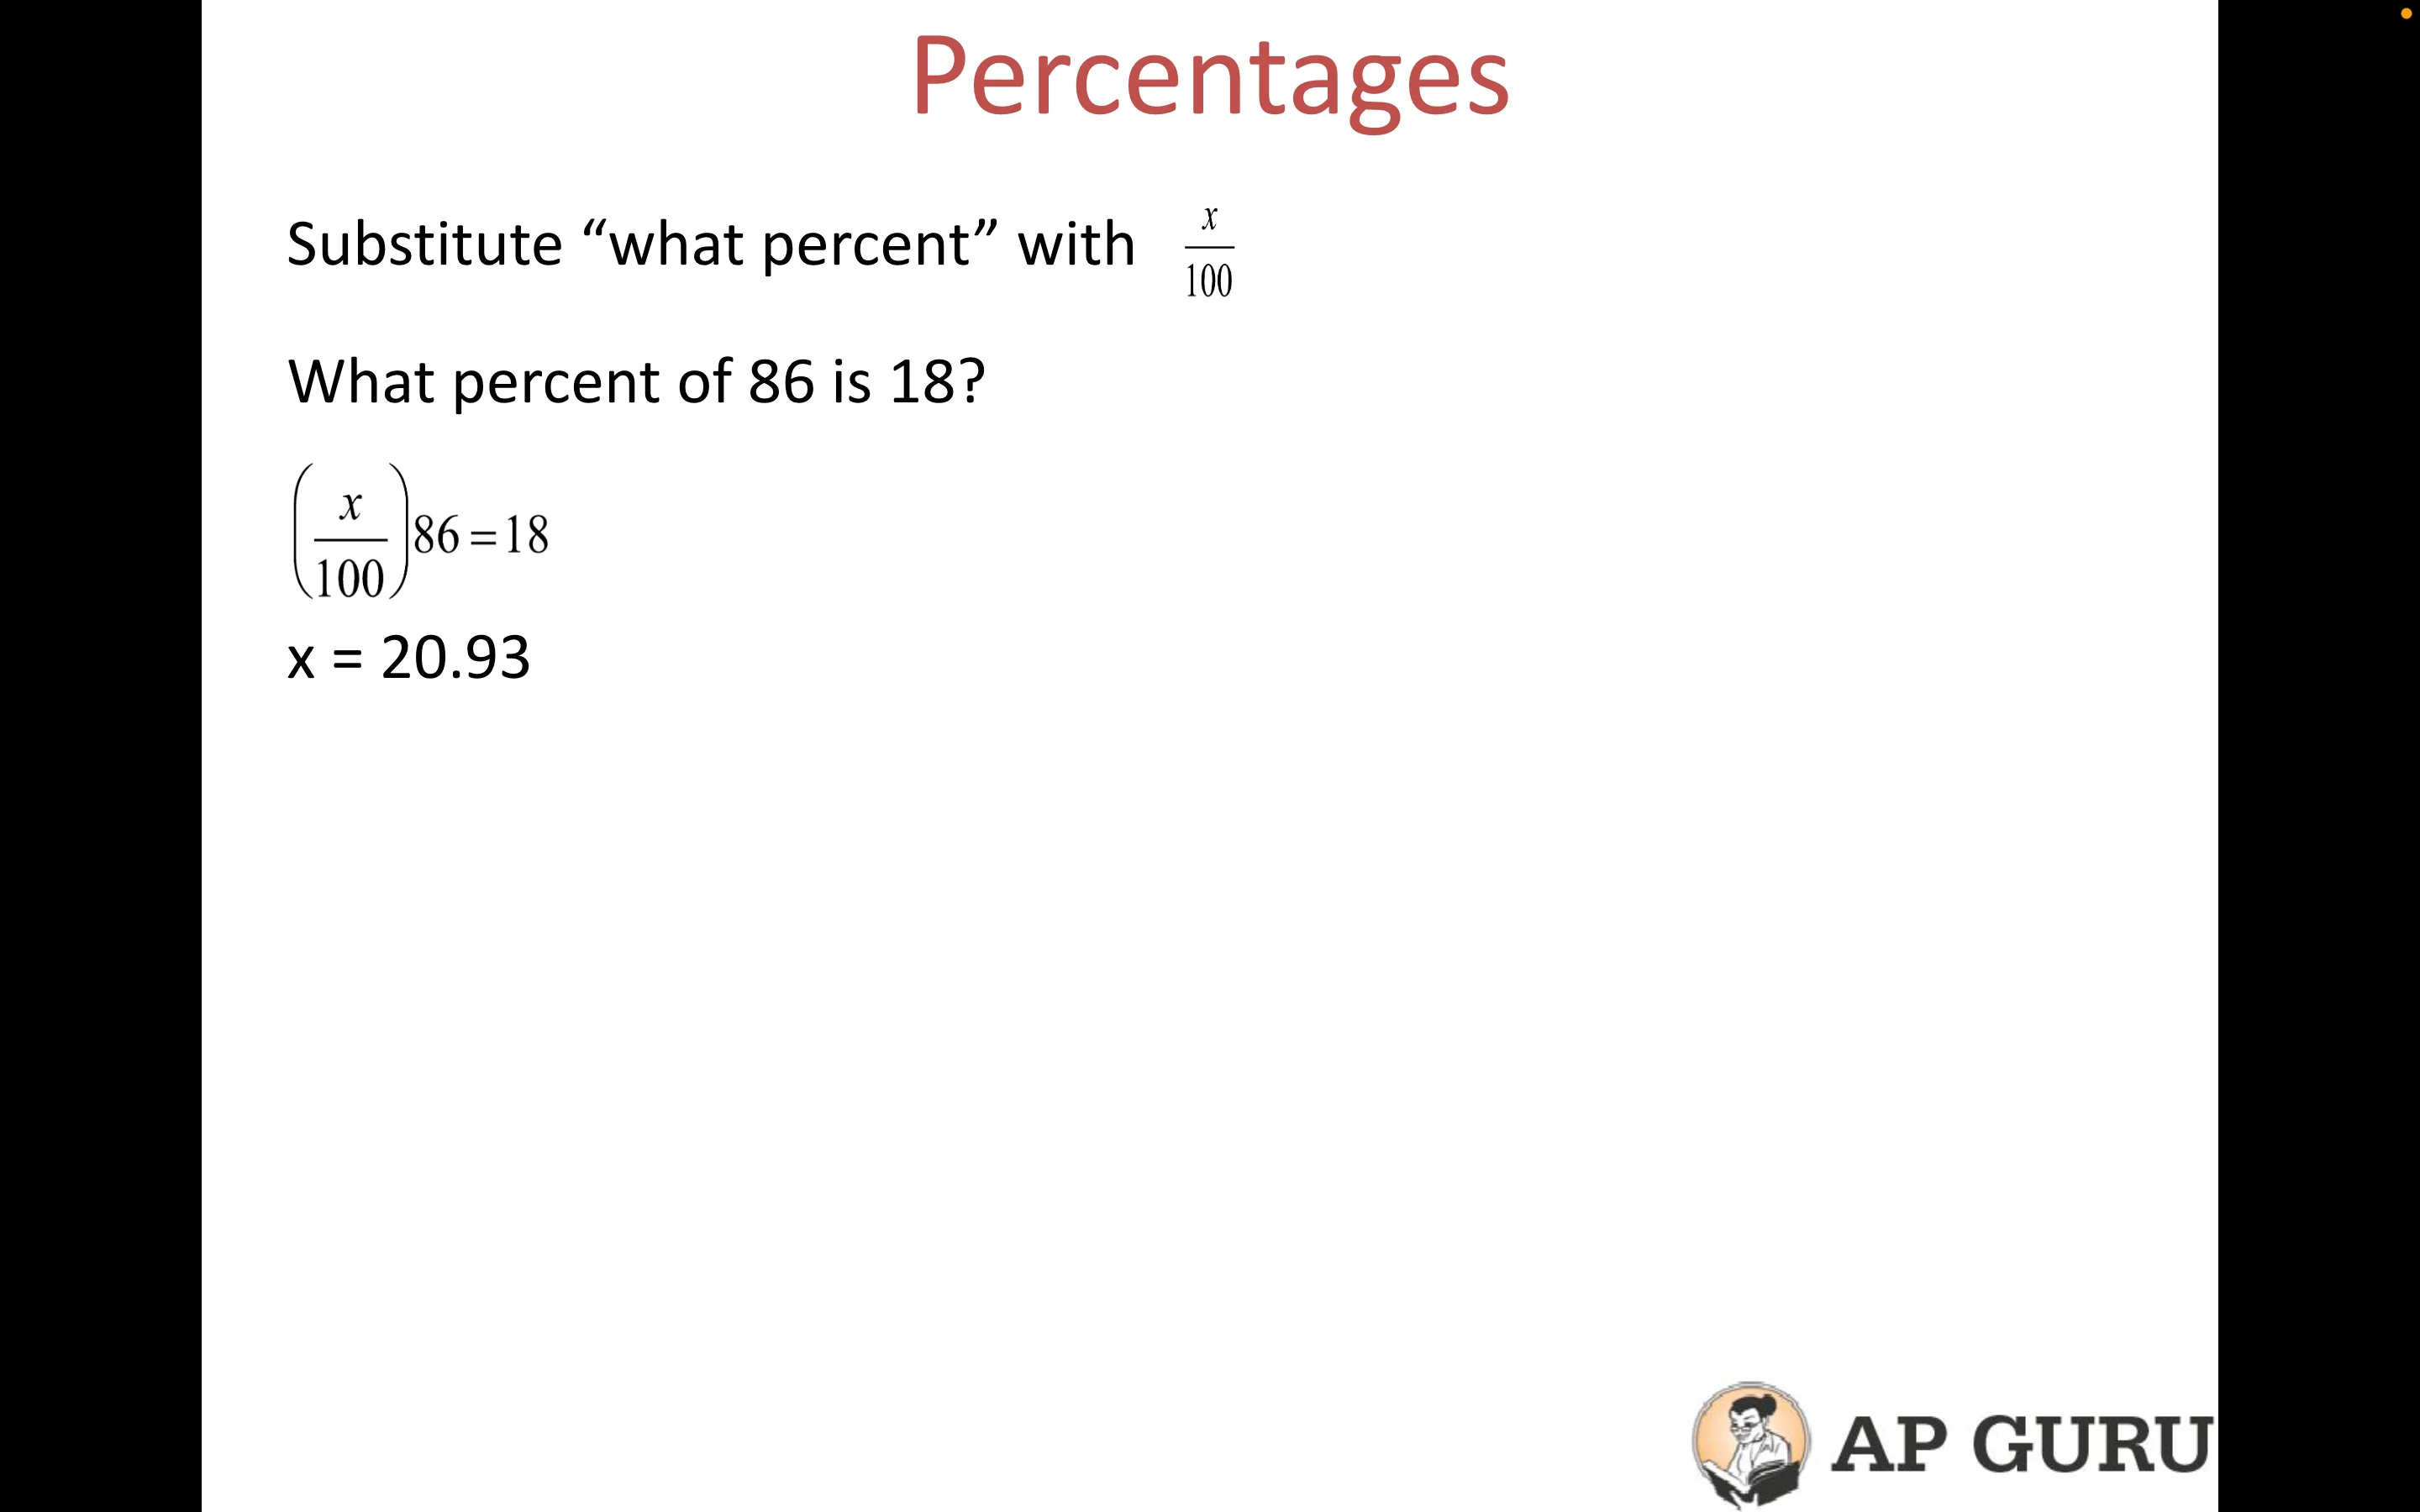 Percentages
Substitute “what percent” with x/100
What percent of 86 is 18?
(x/100)86=18
x = 20.93
AP GURU